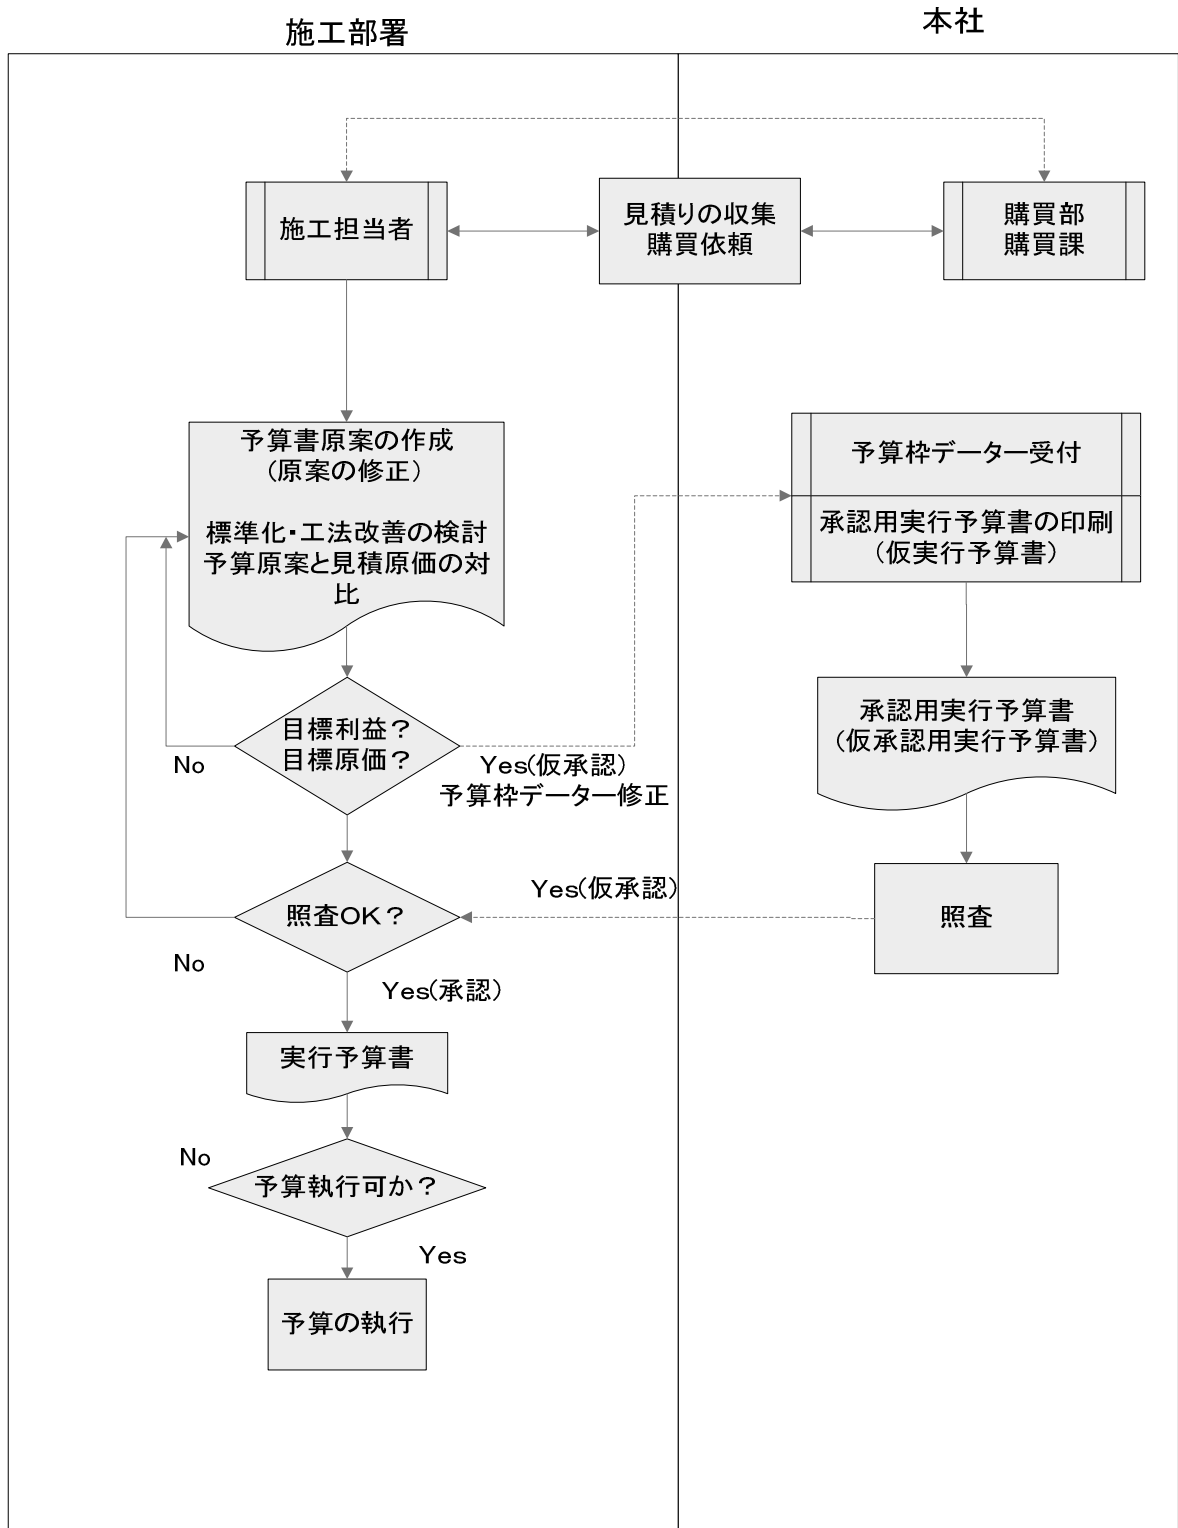 施工部署
本社
施工担当者
見積りの収集
購買依頼
購買部
購買課
予算書原案の作成
(原案の修正)
標準化・工法改善の検討
予算原案と見積原価の対
比
予算枠データー受付
承認用実行予算書の印刷
(仮実行予算書)
目標利益？
目標原価？
No
Yes(仮承認)
予算枠データー修正
承認用実行予算書
(仮承認用実行予算書)
照査OK？
No
Yes(仮承認)
照査
Yes(承認)
実行予算書
No
予算執行可か？
Yes
予算の執行